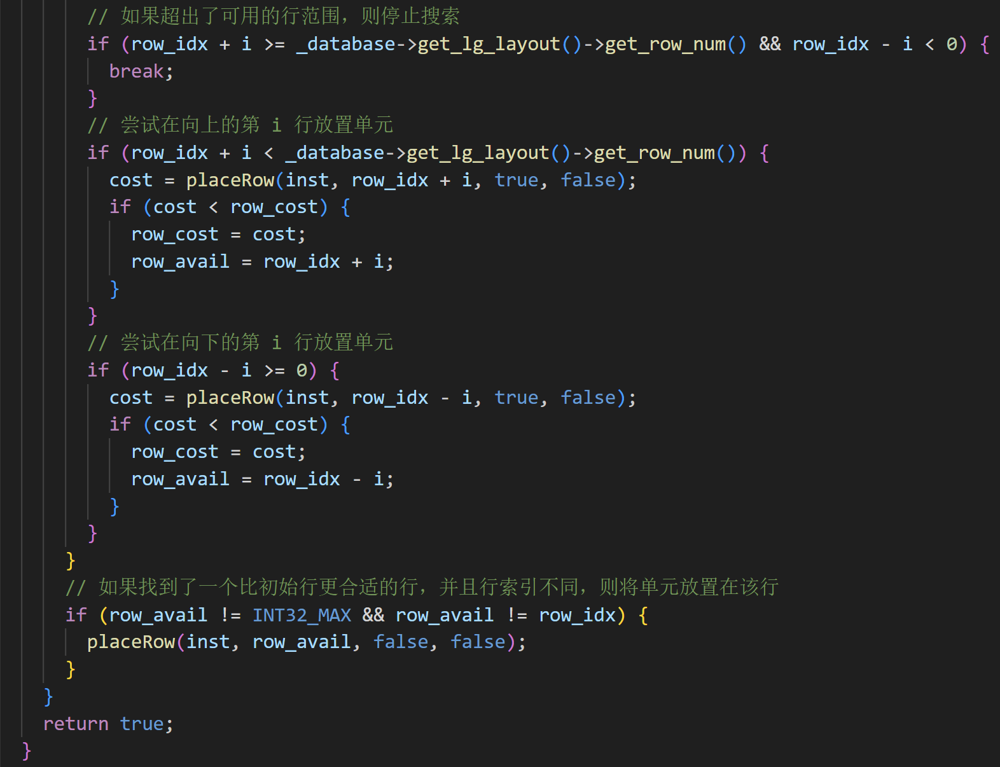 // 如果超出了可用的行范围，则停止搜索
if (row_idx + i >= _database->get_lg_layout()->get_row_num() && row_idx - i < 0) {
break;
}
// 尝试在向上的第 i 行放置单元
if (row_idx + i < _database->get_lg_layout()->get_row_num()) {
cost = placeRow(inst, row_idx + i, true, false);
if (cost < row_cost) {
row_cost = cost;
row_avail = row_idx + i;
}
}
// 尝试在向下的第 i 行放置单元
if (row_idx - i >= 0) {
cost = placeRow(inst, row_idx - i, true, false);
if (cost < row_cost) {
row_cost = cost;
row_avail = row_idx - i;
}
}
}
// 如果找到了一个比初始行更合适的行，并且行索引不同，则将单元放置在该行
if (row_avail != INT32_MAX && row_avail != row_idx) {
placeRow(inst, row_avail, false, false);
}
}
return true;
}